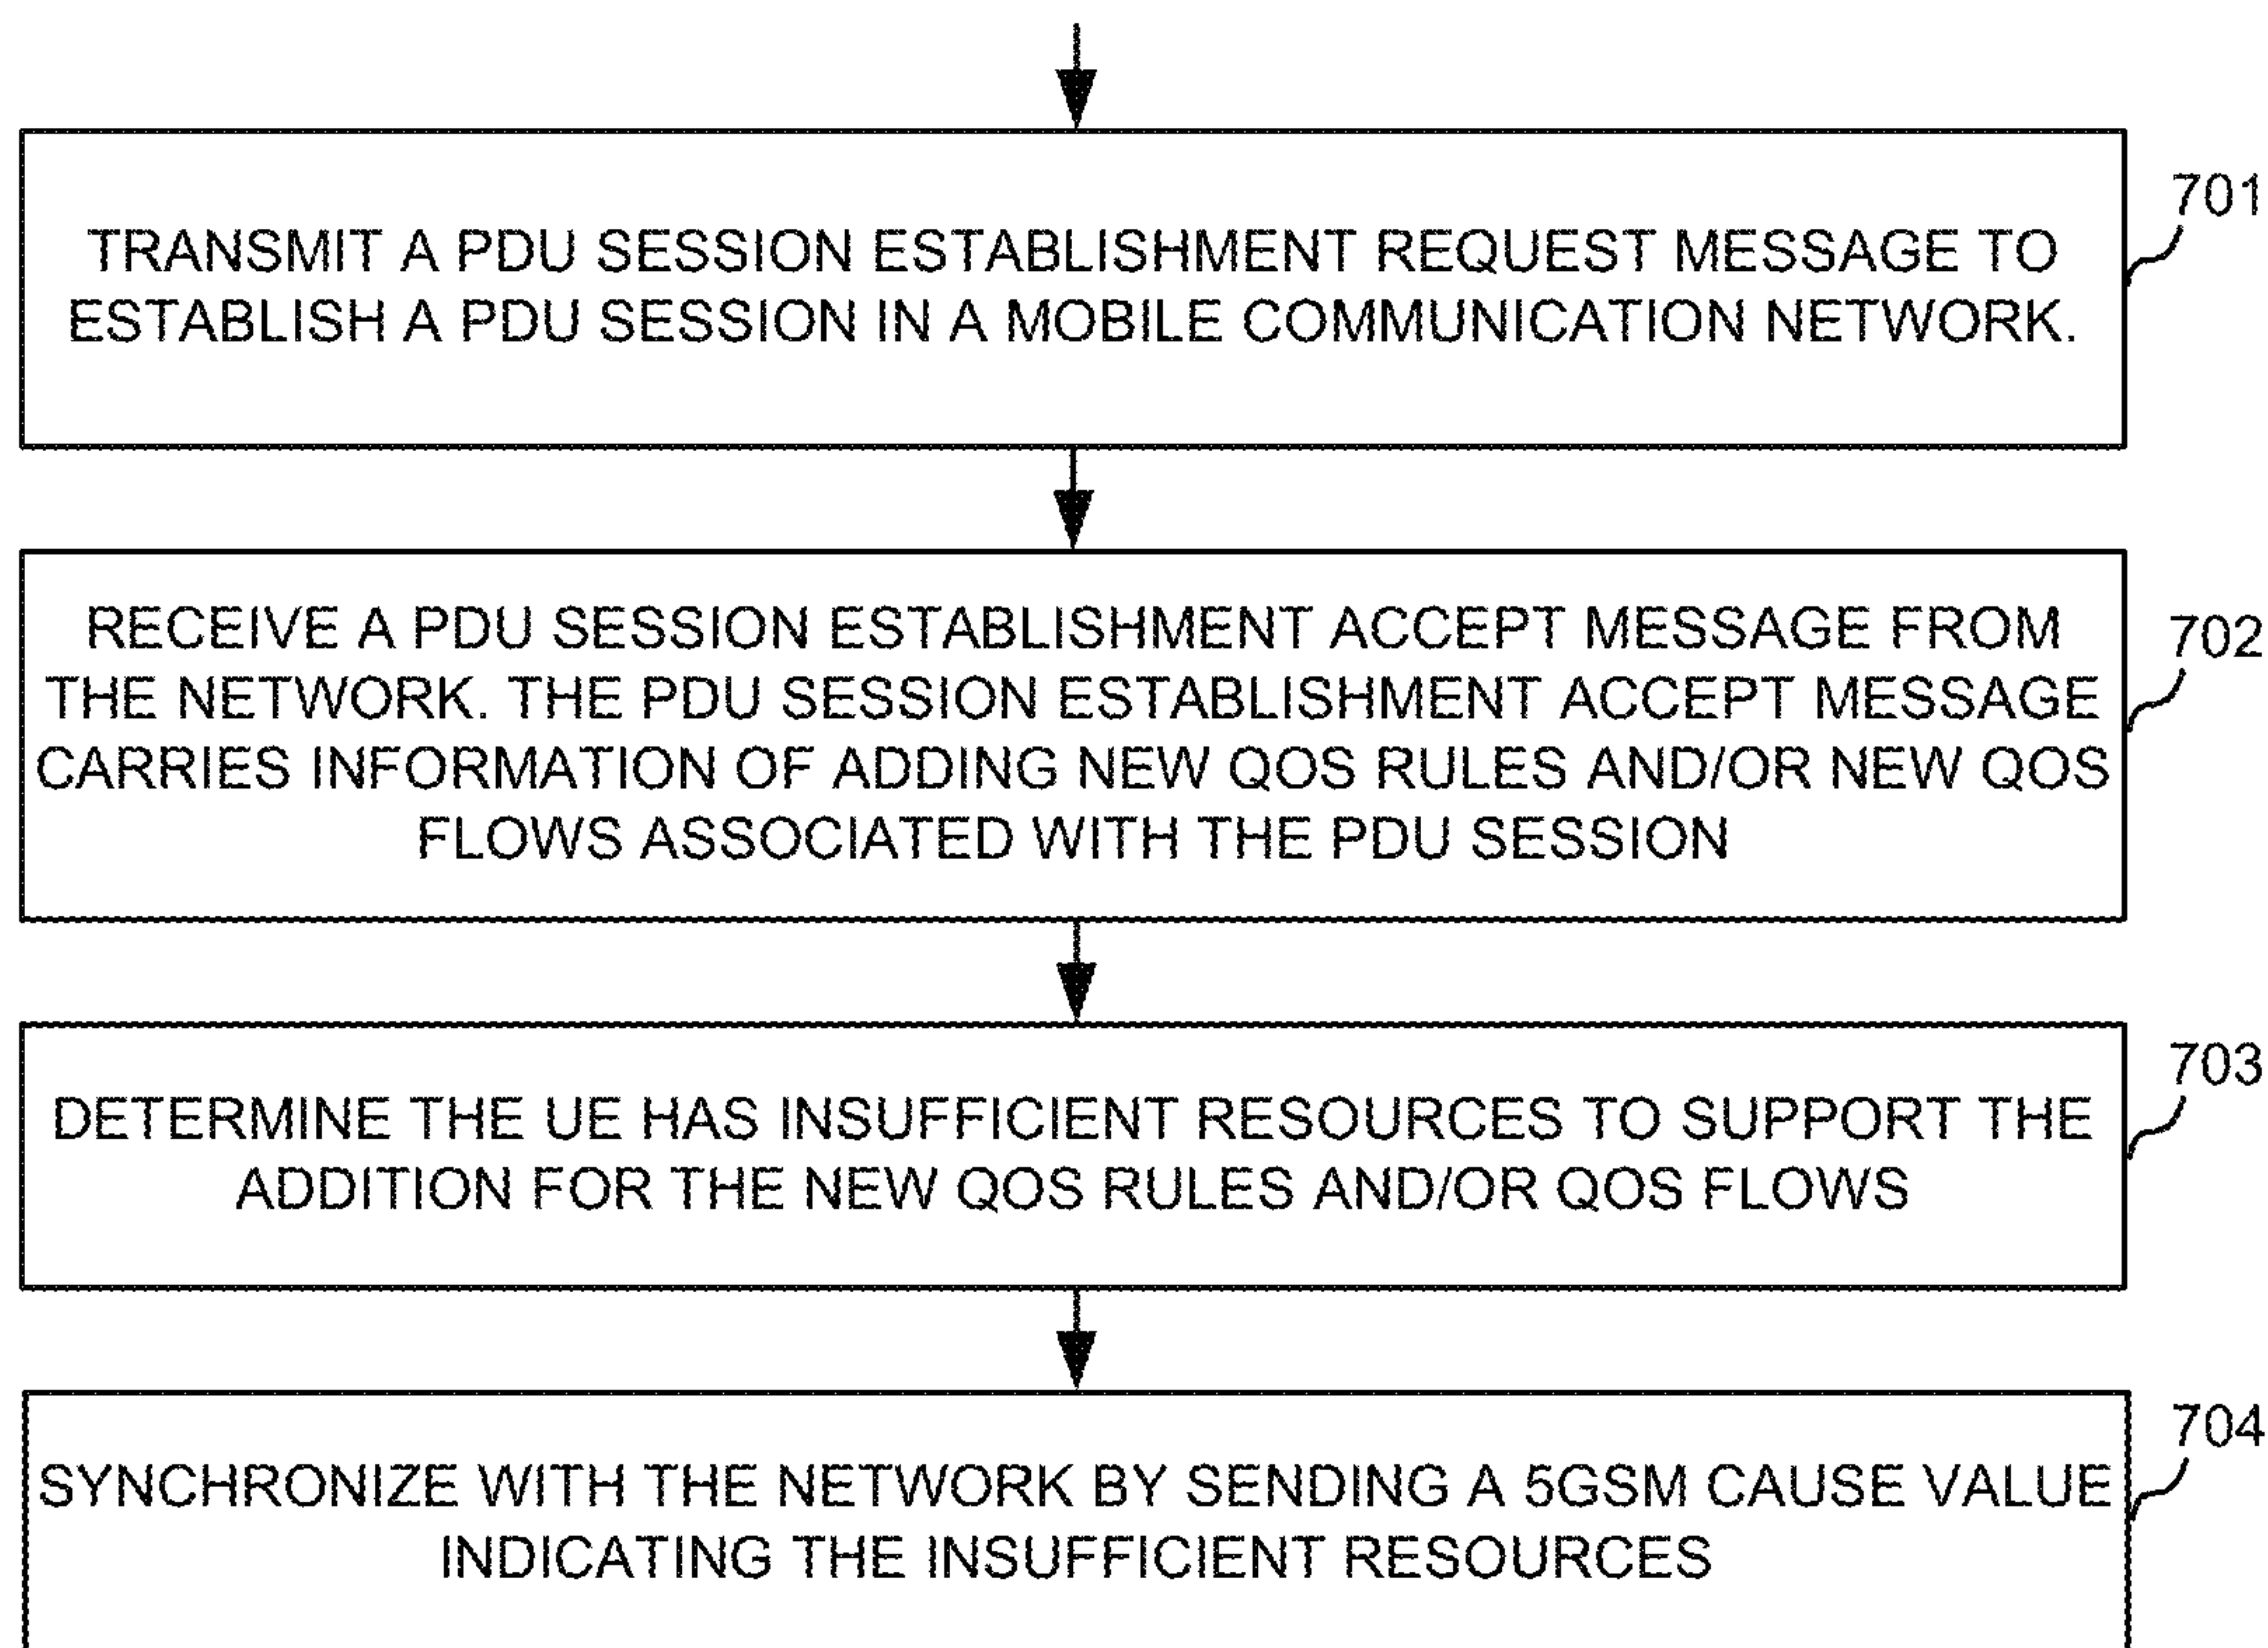 701
TRANSMIT A PDU SESSION ESTABLISHMENT REQUEST MESSAGE TO
ESTABLISH A PDU SESSION IN A MOBILE COMMUNICATION NETWORK.
702
RECEIVE A PDU SESSION ESTABLISHMENT ACCEPT MESSAGE FROM
THE NETWORK. THE PDU SESSION ESTABLISHMENT ACCEPT MESSAGE
CARRIES INFORMATION OF ADDING NEW QOS RULES AND/OR NEW QOS
FLOWS ASSOCIATED WITH THE PDU SESSION
703
DETERMINE THE UE HAS INSUFFICIENT RESOURCES TO SUPPORT THE
ADDITION FOR THE NEW QOS RULES AND/OR QOS FLOWS
704
SYNCHRONIZE WITH THE NETWORK BY SENDING A 5GSM CAUSE VALUE
INDICATING THE INSUFFICIENT RESOURCES